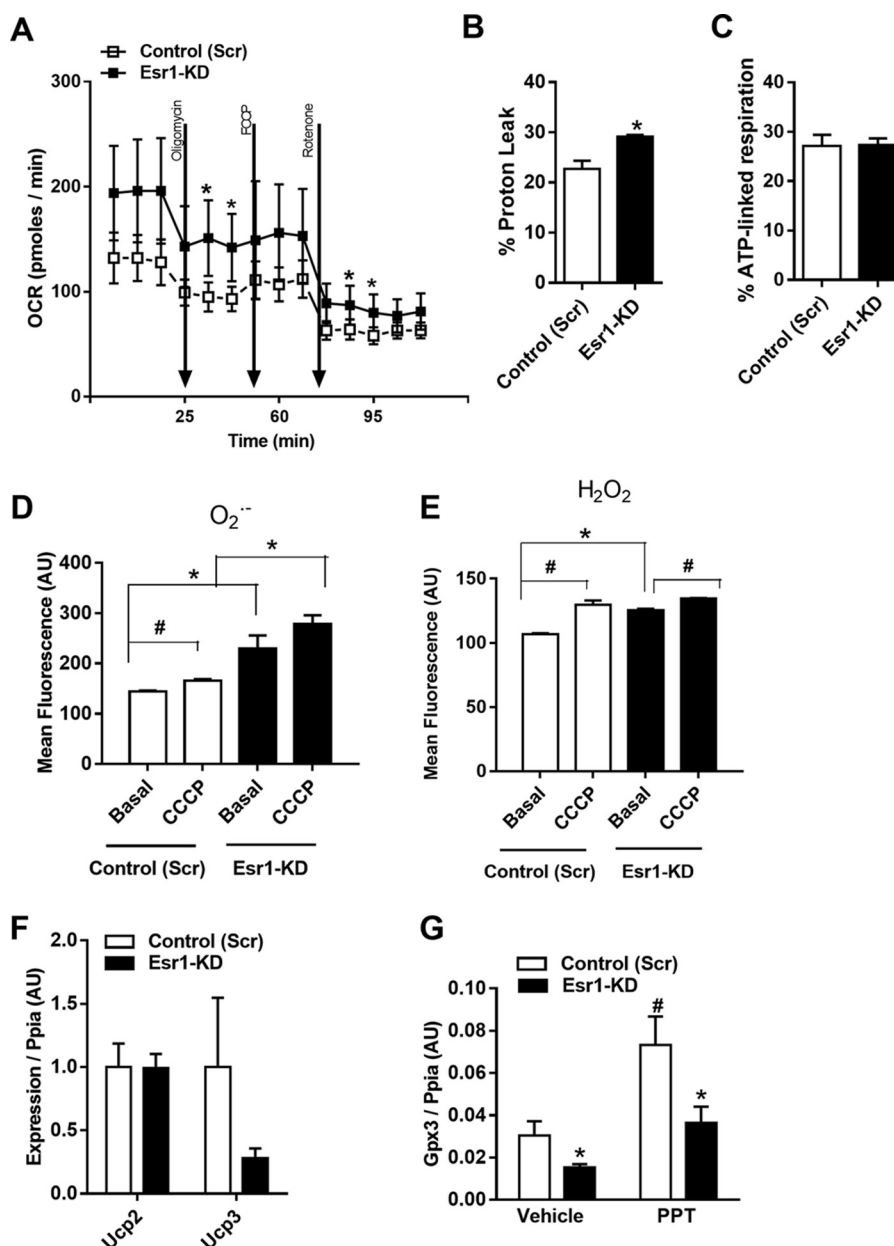 A
Control (Scr)
Esr1-KD
300
200
100
0
OCR (pmoles / min)
Oligomycin
FCCP
Rotenone
* *
* *
25 60 95
Time (min)
B
40
30
20
10
0
% Proton Leak
*
Control (Scr)
Esr1-KD
C
40
30
20
10
0
% ATP-linked respiration
Control (Scr)
Esr1-KD
D
O2·-
400
300
200
100
0
Mean Fluorescence (AU)
*
*
#
Basal
CCCP
Basal
CCCP
Control (Scr) Esr1-KD
E
H2O2
150
100
50
0
Mean Fluorescence (AU)
*
# #
Basal
CCCP
Basal
CCCP
Control (Scr) Esr1-KD
F
Control (Scr)
Esr1-KD
2.0
1.5
1.0
0.5
0.0
Expression / Ppia (AU)
Ucp2
Ucp3
G
Control (Scr)
Esr1-KD
0.10
0.08
0.06
0.04
0.02
0.00
Gpx3 / Ppia (AU)
#
*
*
Vehicle PPT